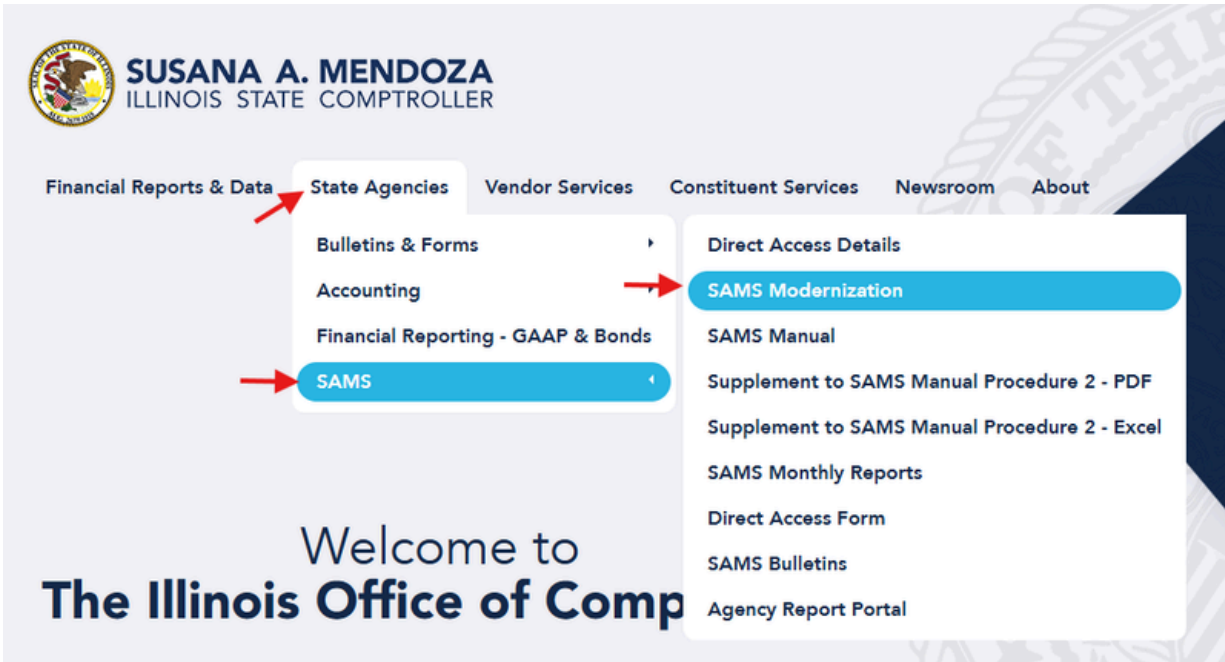 SUSANA A. MENDOZA
ILLINOIS STATE COMPTROLLER
Financial Reports & Data State Agencies Vendor Services Constituent Services Newsroom About
Bulletins & Forms
Accounting
Financial Reporting - GAAP & Bonds
SAMS
Direct Access Details
SAMS Modernization
SAMS Manual
Supplement to SAMS Manual Procedure 2 - PDF
Supplement to SAMS Manual Procedure 2 - Excel
SAMS Monthly Reports
Direct Access Form
SAMS Bulletins
Agency Report Portal
Welcome to
The Illinois Office of Comp